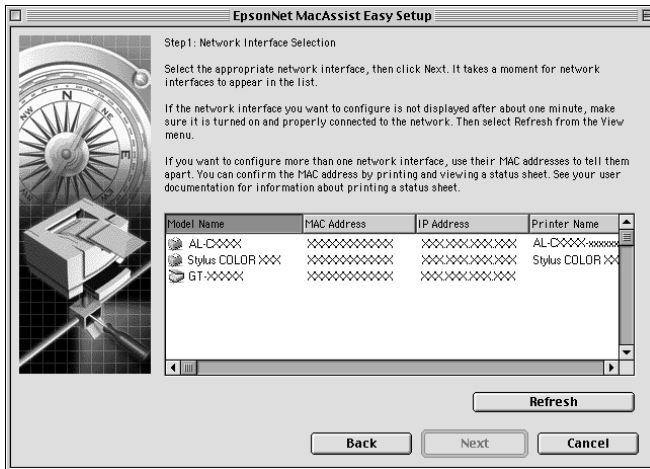 EpsonNet MacAssist Easy Setup
Step1: Network Interface Selection
Select the appropriate network interface, then click Next. It takes a moment for network
interfaces to appear in the list.
If the network interface you want to configure is not displayed after about one minute, make
sure it is turned on and properly connected to the network. Then select Refresh from the View
menu.
If you want to configure more than one network interface, use their MAC addresses to tell them
apart. You can confirm the MAC address by printing and viewing a status sheet. See your user
documentation for information about printing a status sheet.
Model Name MAC Address IP Address Printer Name
AL-CXXXX XXXXXXXXXXXX XXX.XXX.XXX.XXX AL-CXXXX-xxxxxx
Stylus COLOR XXX XXXXXXXXXXXX XXX.XXX.XXX.XXX Stylus COLOR XX
GT-XXXXX XXXXXXXXXXXX XXX.XXX.XXX.XXX
Refresh
Back Next Cancel
N
NE
E
NW
W
SW